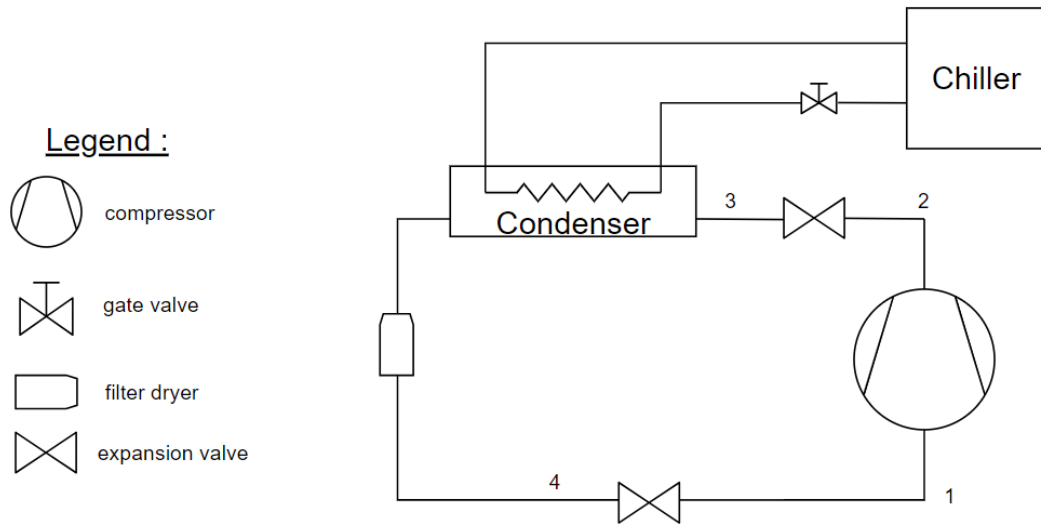 Chiller
Legend :
compressor
Condenser
3
2
gate valve
filter dryer
expansion valve
4
1